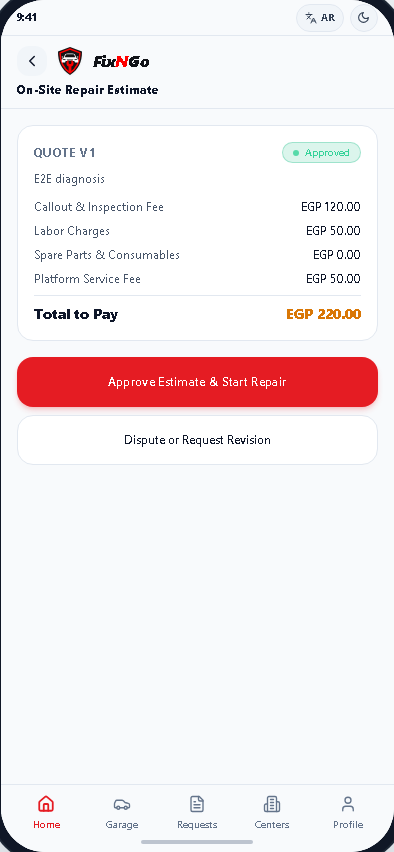 9:41
AR
FixNGo
On-Site Repair Estimate
QUOTE V1
Approved
E2E diagnosis
Callout & Inspection Fee EGP 120.00
Labor Charges EGP 50.00
Spare Parts & Consumables EGP 0.00
Platform Service Fee EGP 50.00
Total to Pay EGP 220.00
Approve Estimate & Start Repair
Dispute or Request Revision
Home Garage Requests Centers Profile